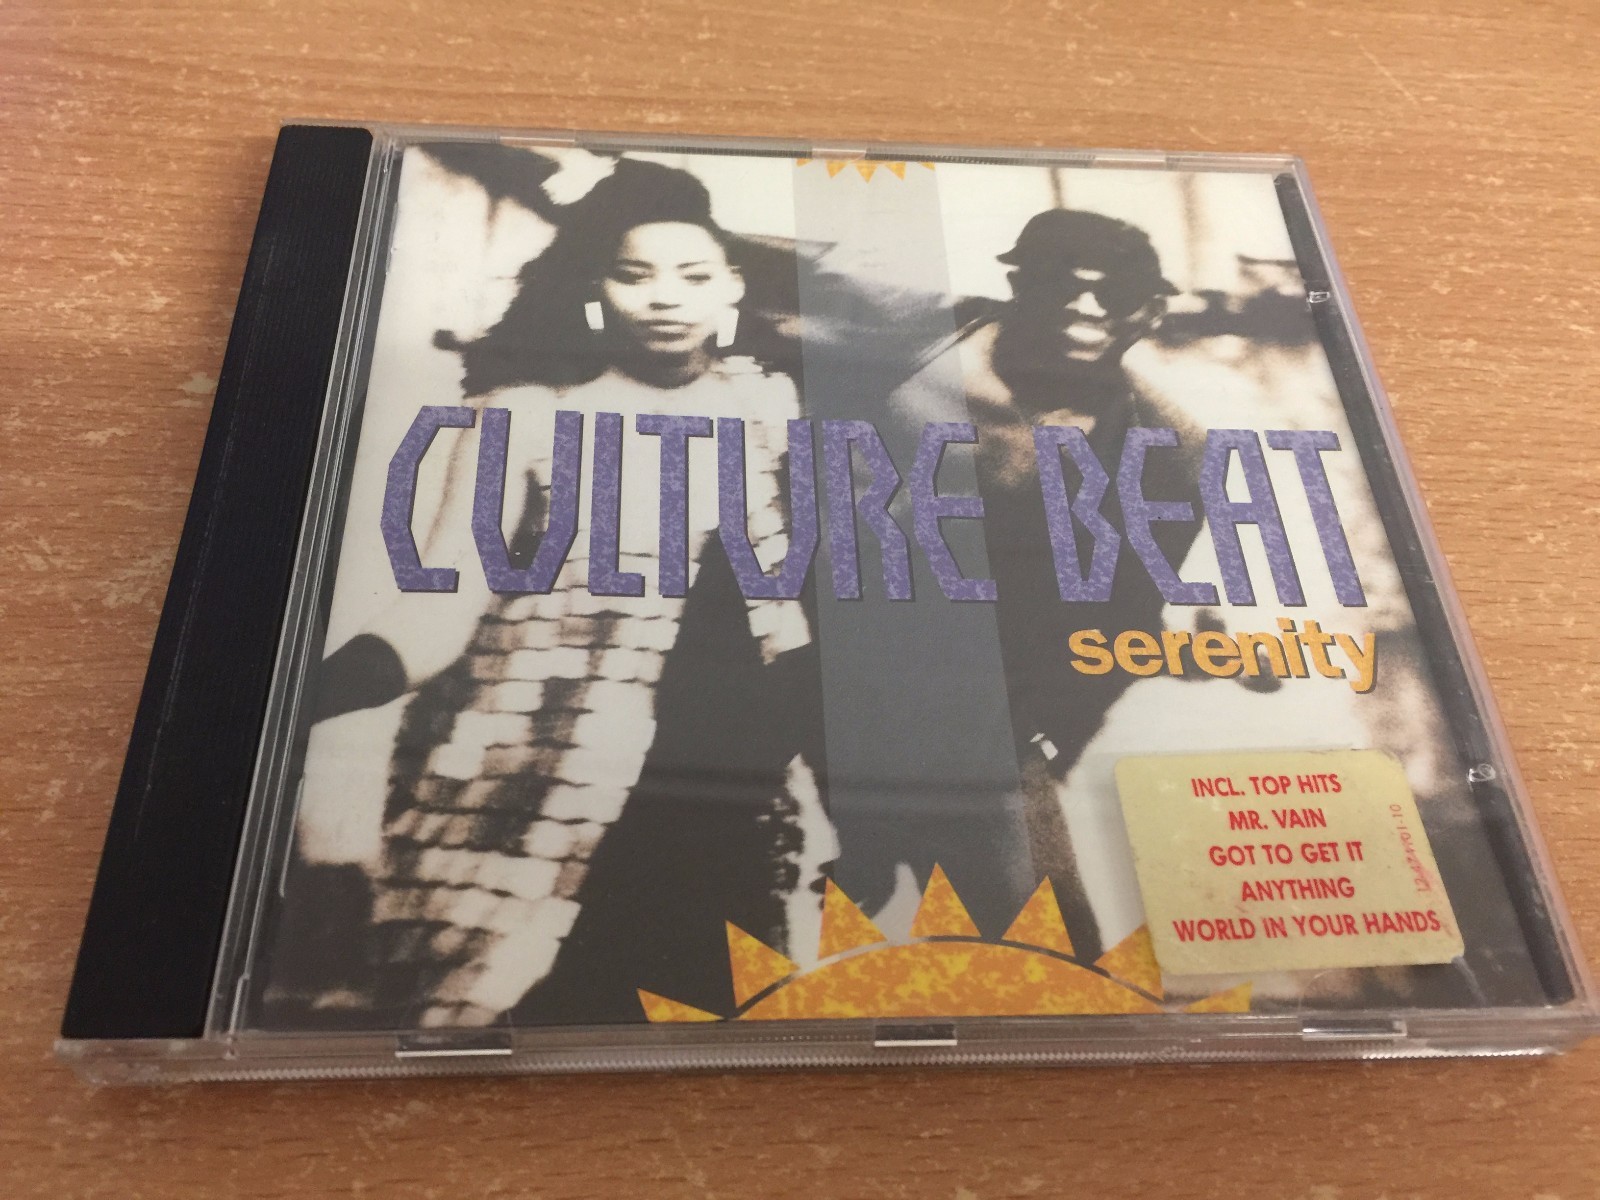 CULTURE BEAT
serenity
INCL. TOP HITS
MR. VAIN
GOT TO GET IT
ANYTHING
WORLD IN YOUR HANDS